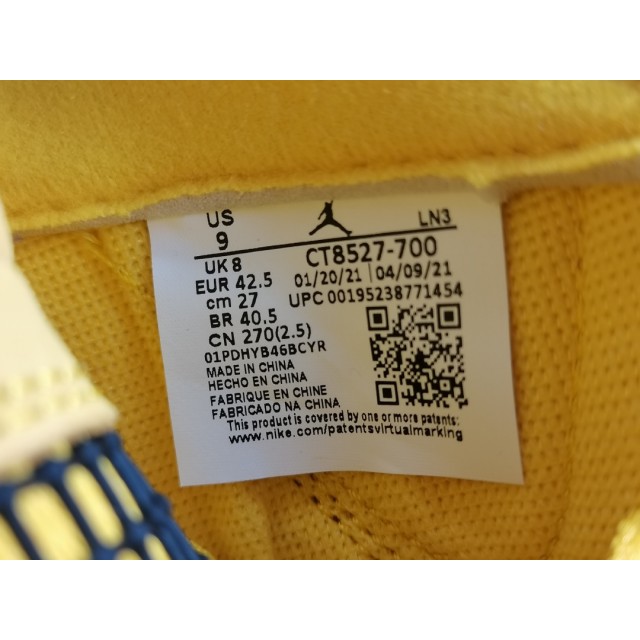 US LN3
9
UK 8 CT8527-700
EUR 42.5 01/20/21 | 04/09/21
cm 27 UPC 00195238771454
BR 40.5
CN 270(2.5)
01PDHYB46BCYR
MADE IN CHINA
HECHO EN CHINA
FABRIQUE EN CHINE
FABRICADO NA CHINA
This product is covered by one or more patents:
www.nike.com/patentsvirtualmarking